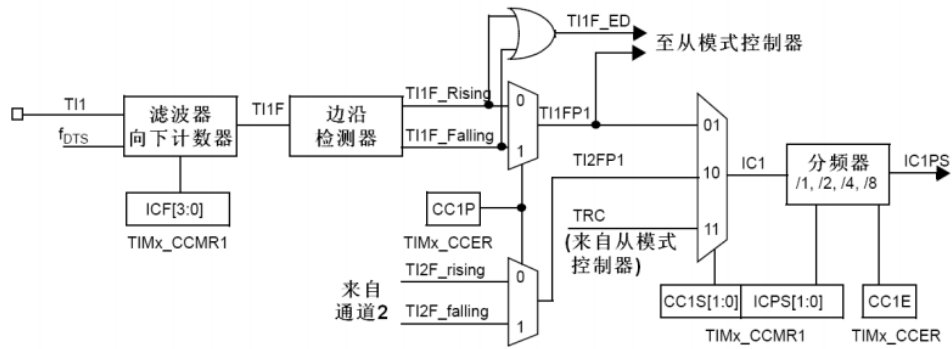 TI1F_ED
至从模式控制器
TI1
f_DTS
滤波器
向下计数器
TI1F
边沿
检测器
TI1F_Rising
TI1F_Falling
0
1
TI1FP1
01
TI2FP1
10
IC1
分频器
/1, /2, /4, /8
IC1PS
ICF[3:0]
TIMx_CCMR1
CC1P
TIMx_CCER
TRC
11
(来自从模式
控制器)
来自
通道2
TI2F_rising
TI2F_falling
0
1
CC1S[1:0]
ICPS[1:0]
CC1E
TIMx_CCMR1
TIMx_CCER